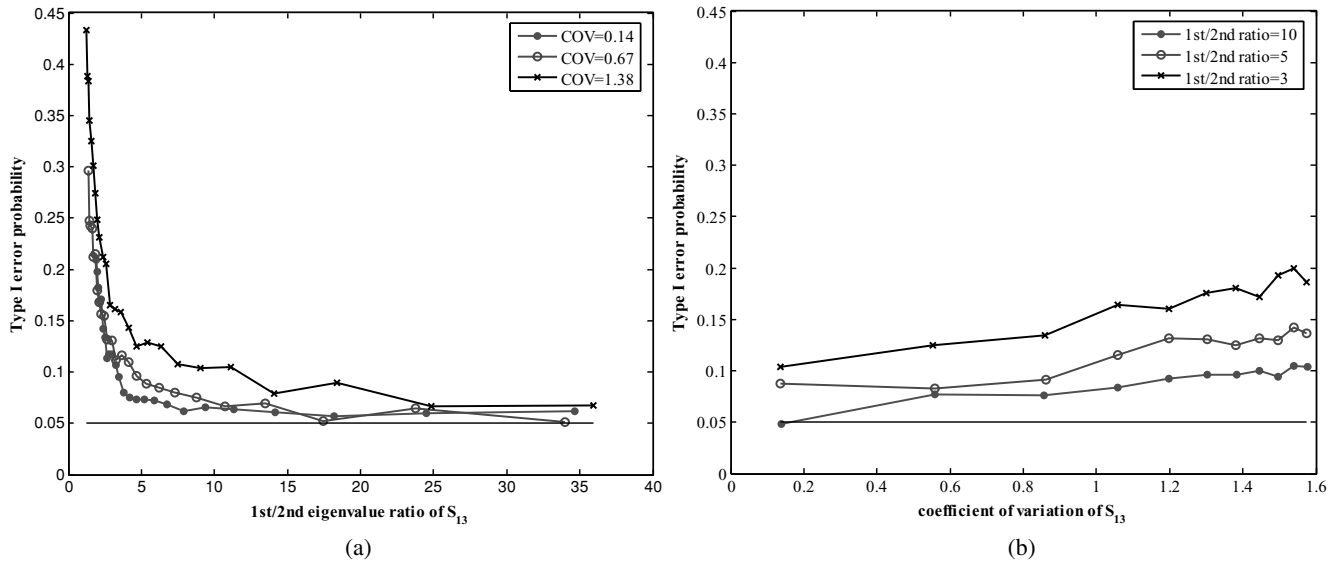 0.45
0.4
0.35
0.3
0.25
0.2
0.15
0.1
0.05
0
Type I error probability
COV=0.14
COV=0.67
COV=1.38
0 5 10 15 20 25 30 35 40
1st/2nd eigenvalue ratio of S13
(a)
0.45
0.4
0.35
0.3
0.25
0.2
0.15
0.1
0.05
0
Type I error probability
1st/2nd ratio=10
1st/2nd ratio=5
1st/2nd ratio=3
0 0.2 0.4 0.6 0.8 1 1.2 1.4 1.6
coefficient of variation of S13
(b)